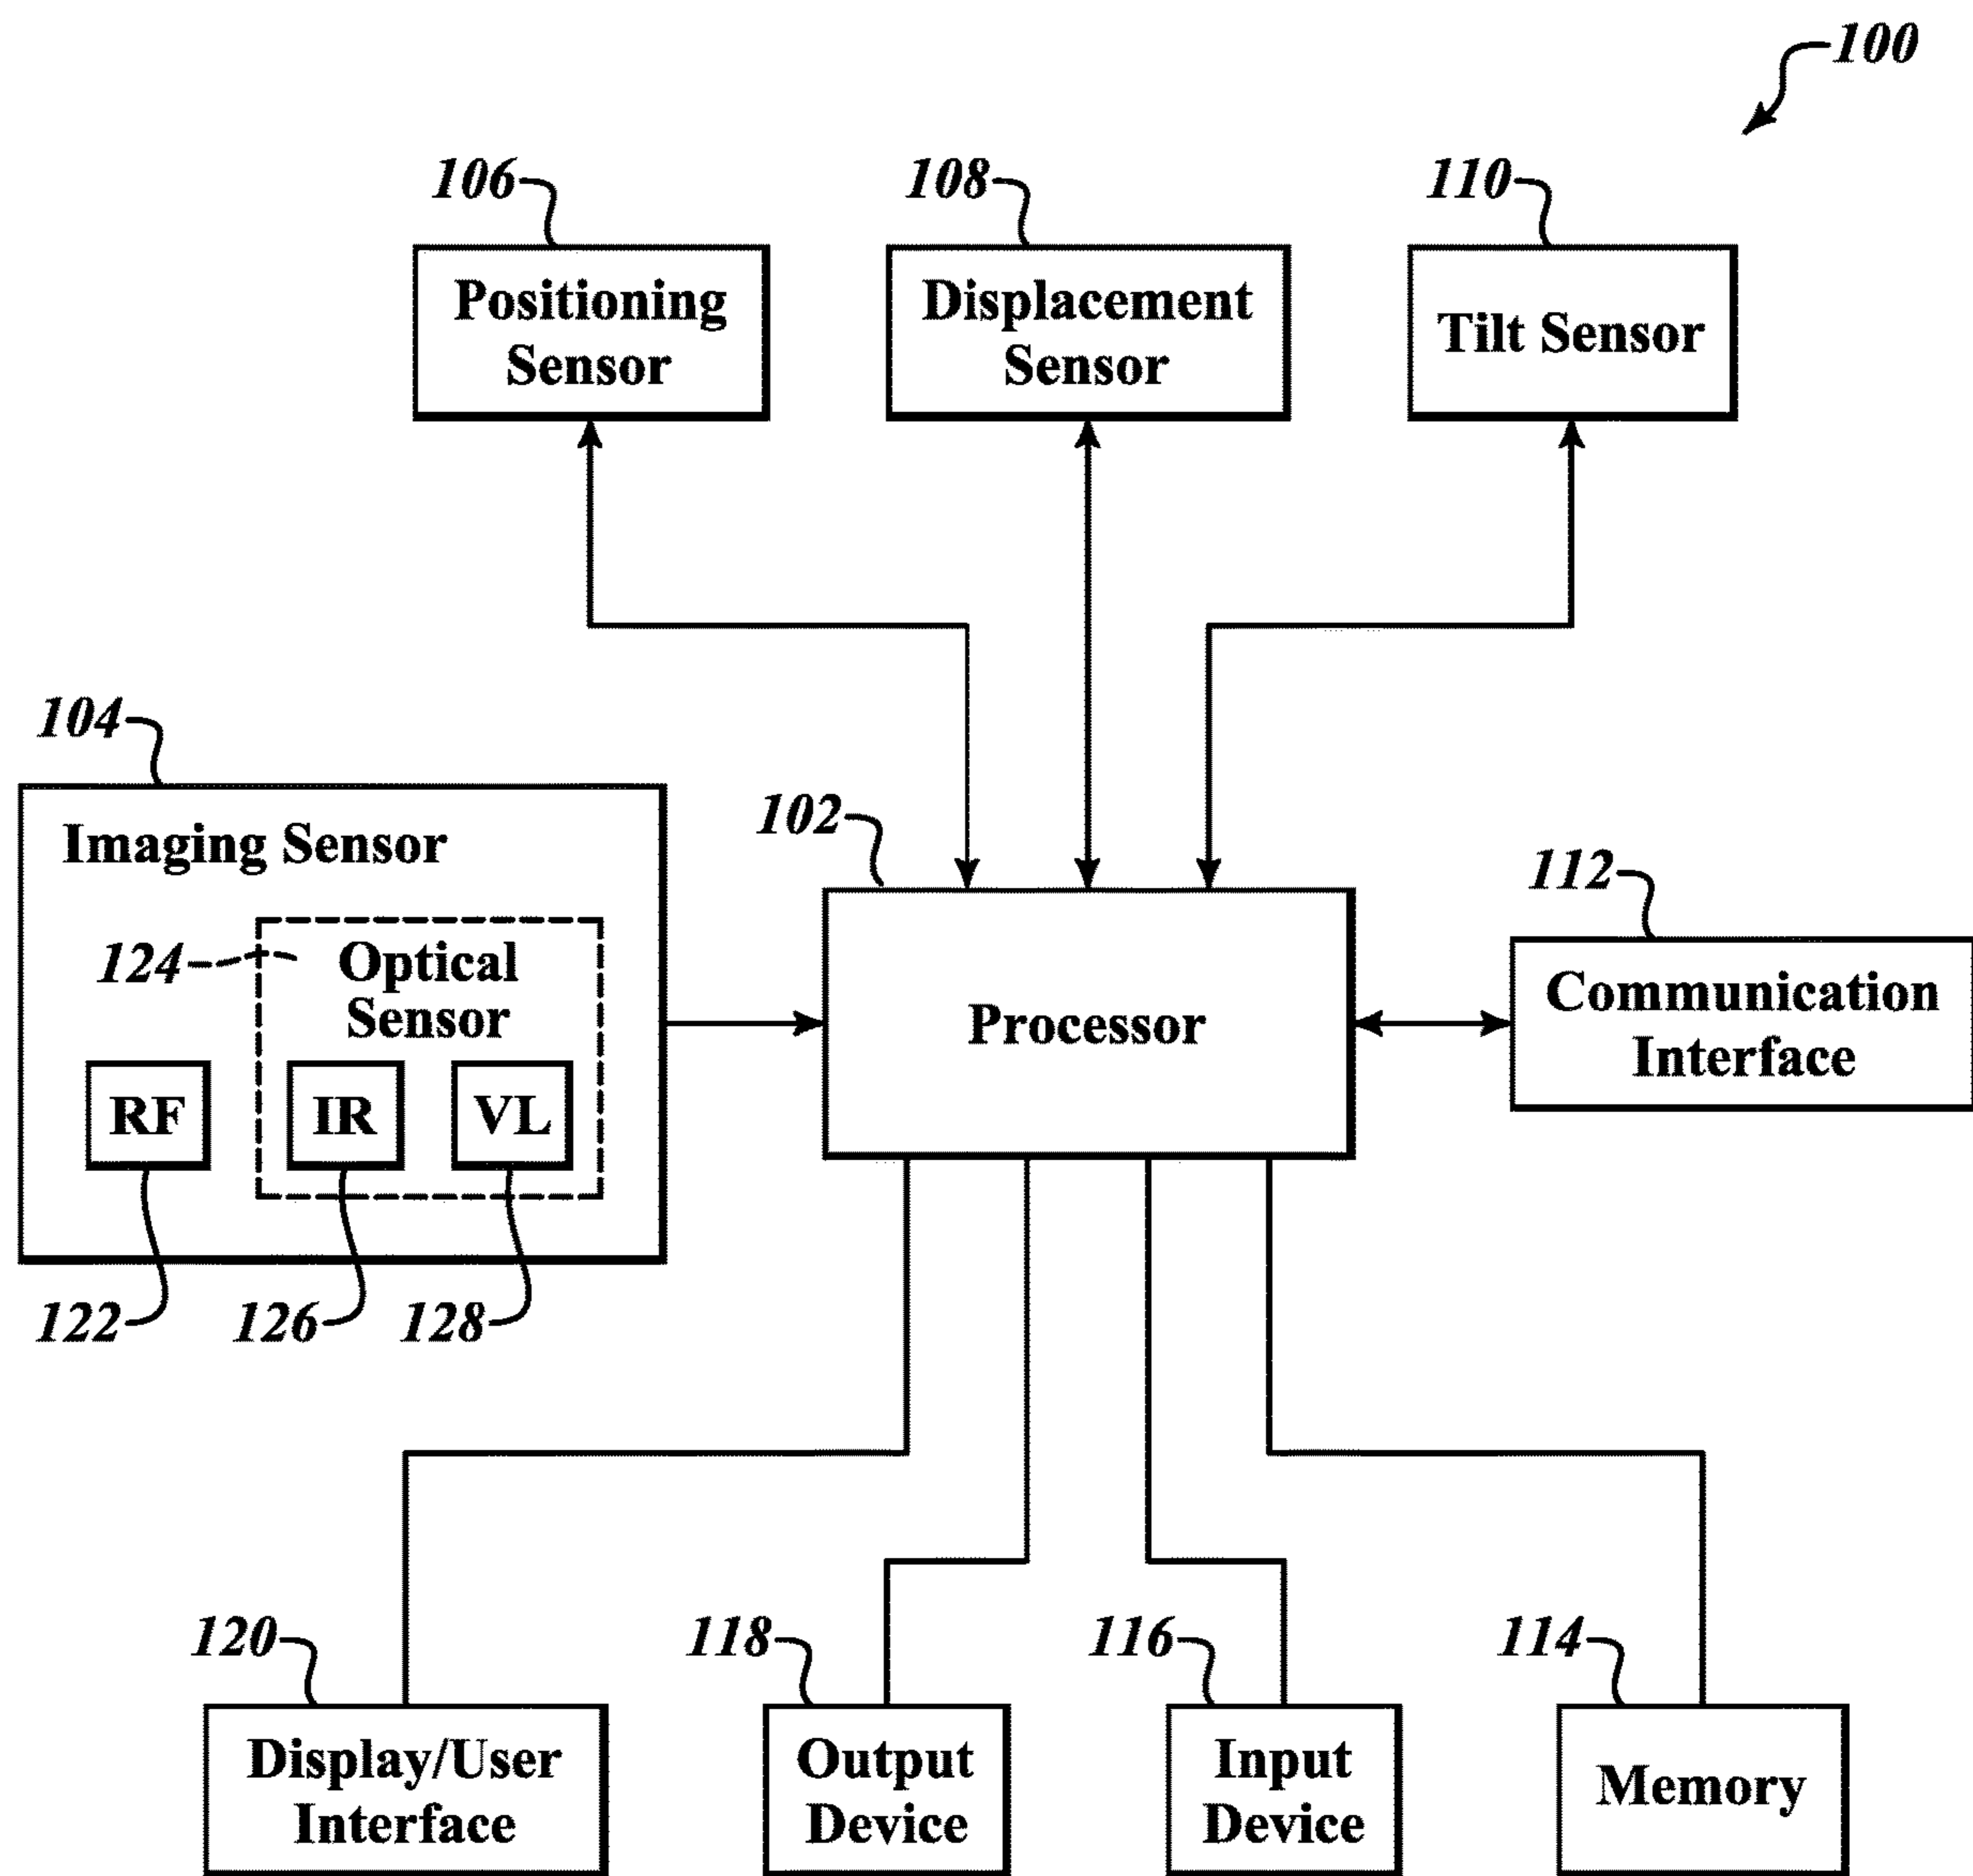 100
106
108
110
Positioning
Sensor
Displacement
Sensor
Tilt Sensor
104
Imaging Sensor
124
Optical
Sensor
RF
IR
VL
122
126
128
102
Processor
112
Communication
Interface
120
118
116
114
Display/User
Interface
Output
Device
Input
Device
Memory